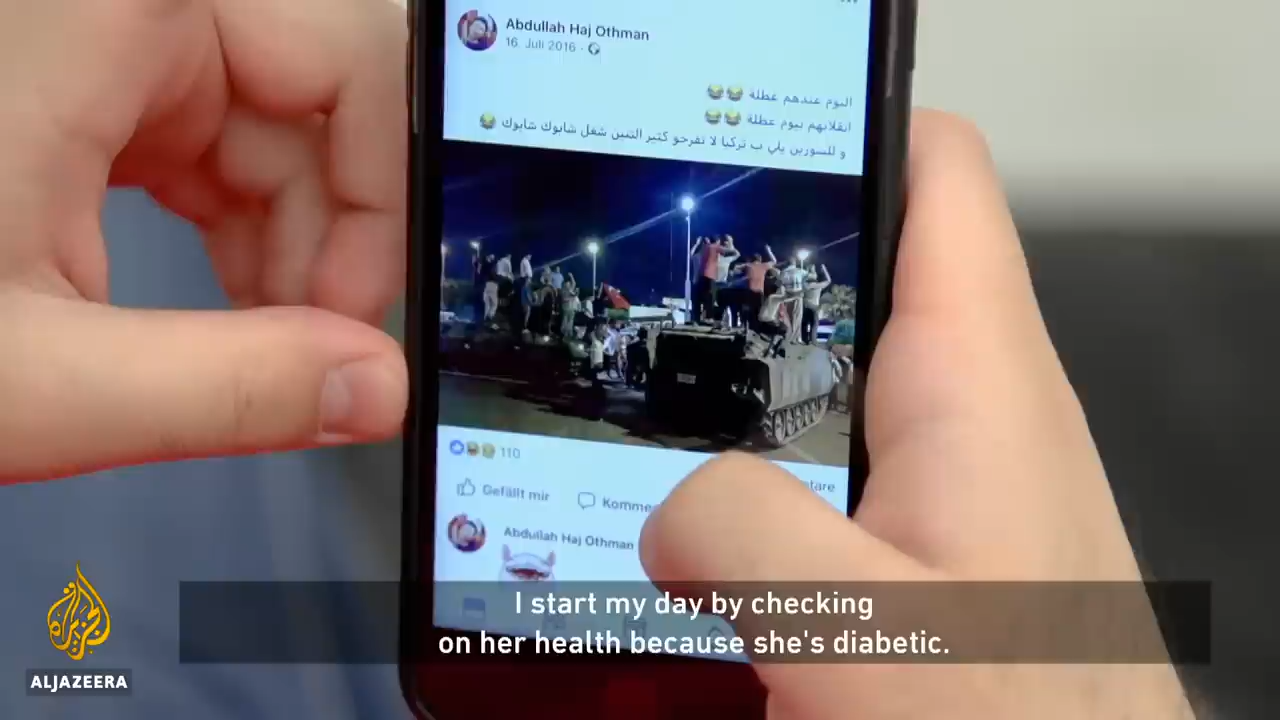 Abdullah Haj Othman
16. Juli 2016 ·
اليوم عندهم عطلة 😂😂
انقلابهم بيوم عطلة 😂😂
و للسورين يلي ب تركيا لا تفرحو كتير التنين شغل شابوك شابوك 😂
110
Gefällt mir
Abdullah Haj Othman
I start my day by checking
on her health because she's diabetic.
ALJAZEERA